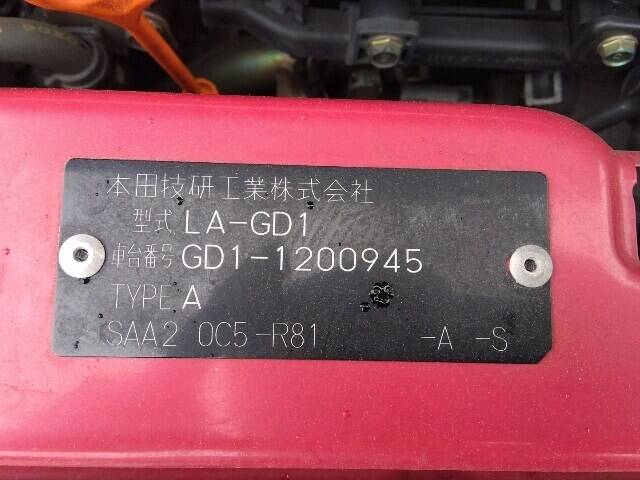 本田技研工業株式会社
型式 LA-GD1
車台番号 GD1-1200945
TYPE A
SAA2 0C5-R81 -A -S